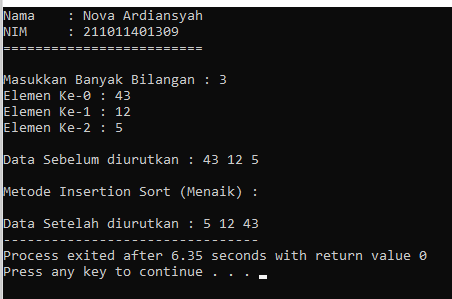 Nama    : Nova Ardiansyah
NIM     : 211011401309
=========================
Masukkan Banyak Bilangan : 3
Elemen Ke-0 : 43
Elemen Ke-1 : 12
Elemen Ke-2 : 5
Data Sebelum diurutkan : 43 12 5
Metode Insertion Sort (Menaik) :
Data Setelah diurutkan : 5 12 43
--------------------------------
Process exited after 6.35 seconds with return value 0
Press any key to continue . . .